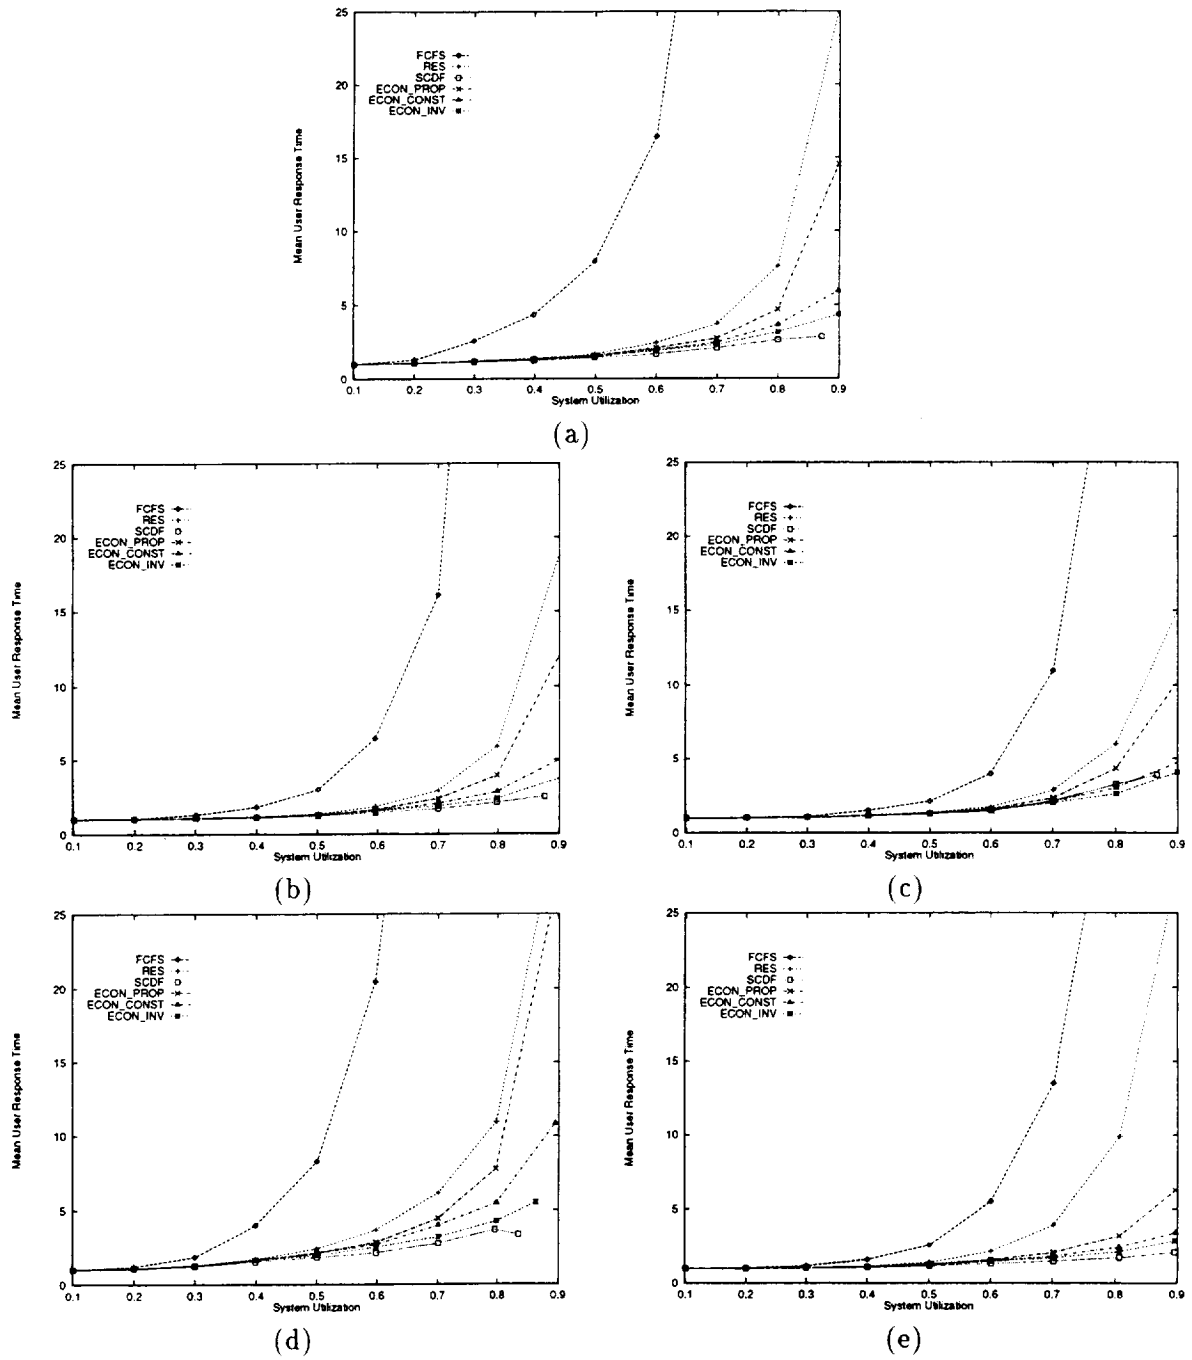 25
20
15
10
5
0
Mean User Response Time
FCFS
RES
SCDF
ECON_PROP
ECON_CONST
ECON_INV
0.1 0.2 0.3 0.4 0.5 0.6 0.7 0.8 0.9
System Utilization
(a)
25
20
15
10
5
0
Mean User Response Time
FCFS
RES
SCDF
ECON_PROP
ECON_CONST
ECON_INV
0.1 0.2 0.3 0.4 0.5 0.6 0.7 0.8 0.9
System Utilization
(b)
25
20
15
10
5
0
Mean User Response Time
FCFS
RES
SCDF
ECON_PROP
ECON_CONST
ECON_INV
0.1 0.2 0.3 0.4 0.5 0.6 0.7 0.8 0.9
System Utilization
(c)
25
20
15
10
5
0
Mean User Response Time
FCFS
RES
SCDF
ECON_PROP
ECON_CONST
ECON_INV
0.1 0.2 0.3 0.4 0.5 0.6 0.7 0.8 0.9
System Utilization
(d)
25
20
15
10
5
0
Mean User Response Time
FCFS
RES
SCDF
ECON_PROP
ECON_CONST
ECON_INV
0.1 0.2 0.3 0.4 0.5 0.6 0.7 0.8 0.9
System Utilization
(e)